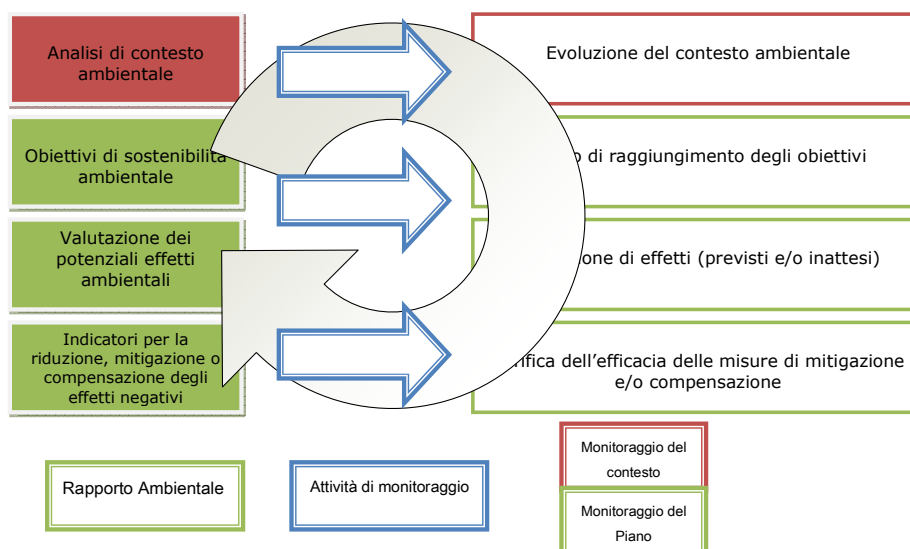 Analisi di contesto
ambientale
Evoluzione del contesto ambientale
Obiettivi di sostenibilità
ambientale
di raggiungimento degli obiettivi
Valutazione dei
potenziali effetti
ambientali
di effetti (previsti e/o inattesi)
Indicatori per la
riduzione, mitigazione o
compensazione degli
effetti negativi
dell’efficacia delle misure di mitigazione
e/o compensazione
Rapporto Ambientale
Attività di monitoraggio
Monitoraggio del
contesto
Monitoraggio del
Piano